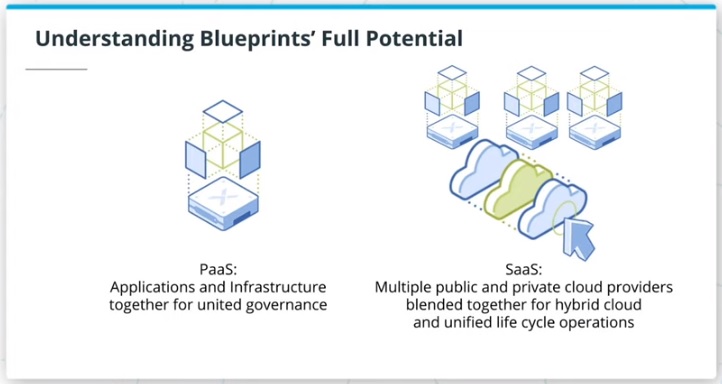 Understanding Blueprints’ Full Potential
PaaS:
Applications and Infrastructure
together for united governance
SaaS:
Multiple public and private cloud providers
blended together for hybrid cloud
and unified life cycle operations